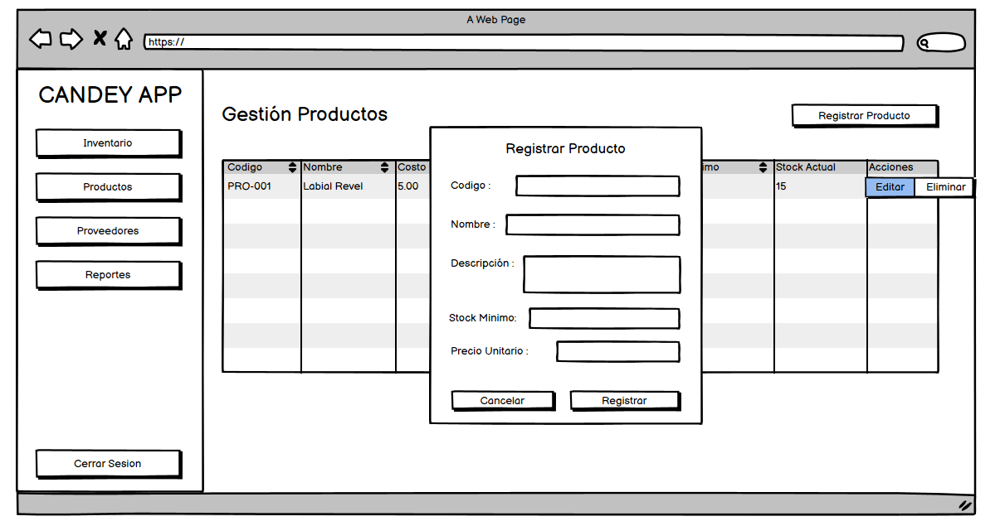 A Web Page
https://
CANDEY APP
Inventario
Productos
Proveedores
Reportes
Cerrar Sesion
Gestión Productos
Registrar Producto
Codigo Nombre Costo imo Stock Actual Acciones
PRO-001 Labial Revel 5.00 15 Editar Eliminar
Registrar Producto
Codigo :
Nombre :
Descripción :
Stock Minimo:
Precio Unitario :
Cancelar Registrar